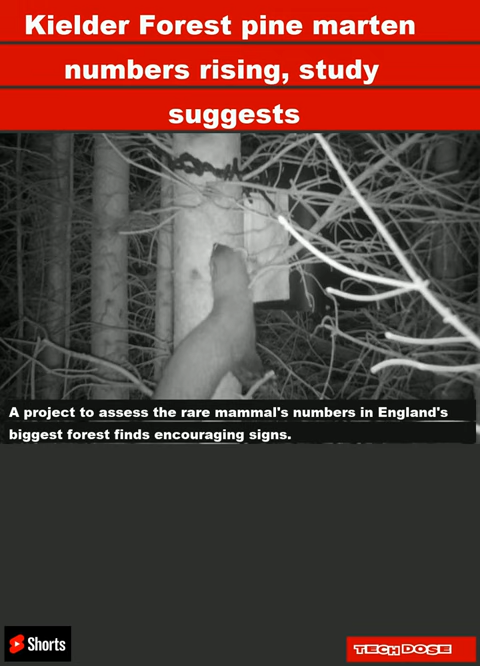 Kielder Forest pine marten
numbers rising, study
suggests
A project to assess the rare mammal's numbers in England's
biggest forest finds encouraging signs.
Shorts
TECH DOSE